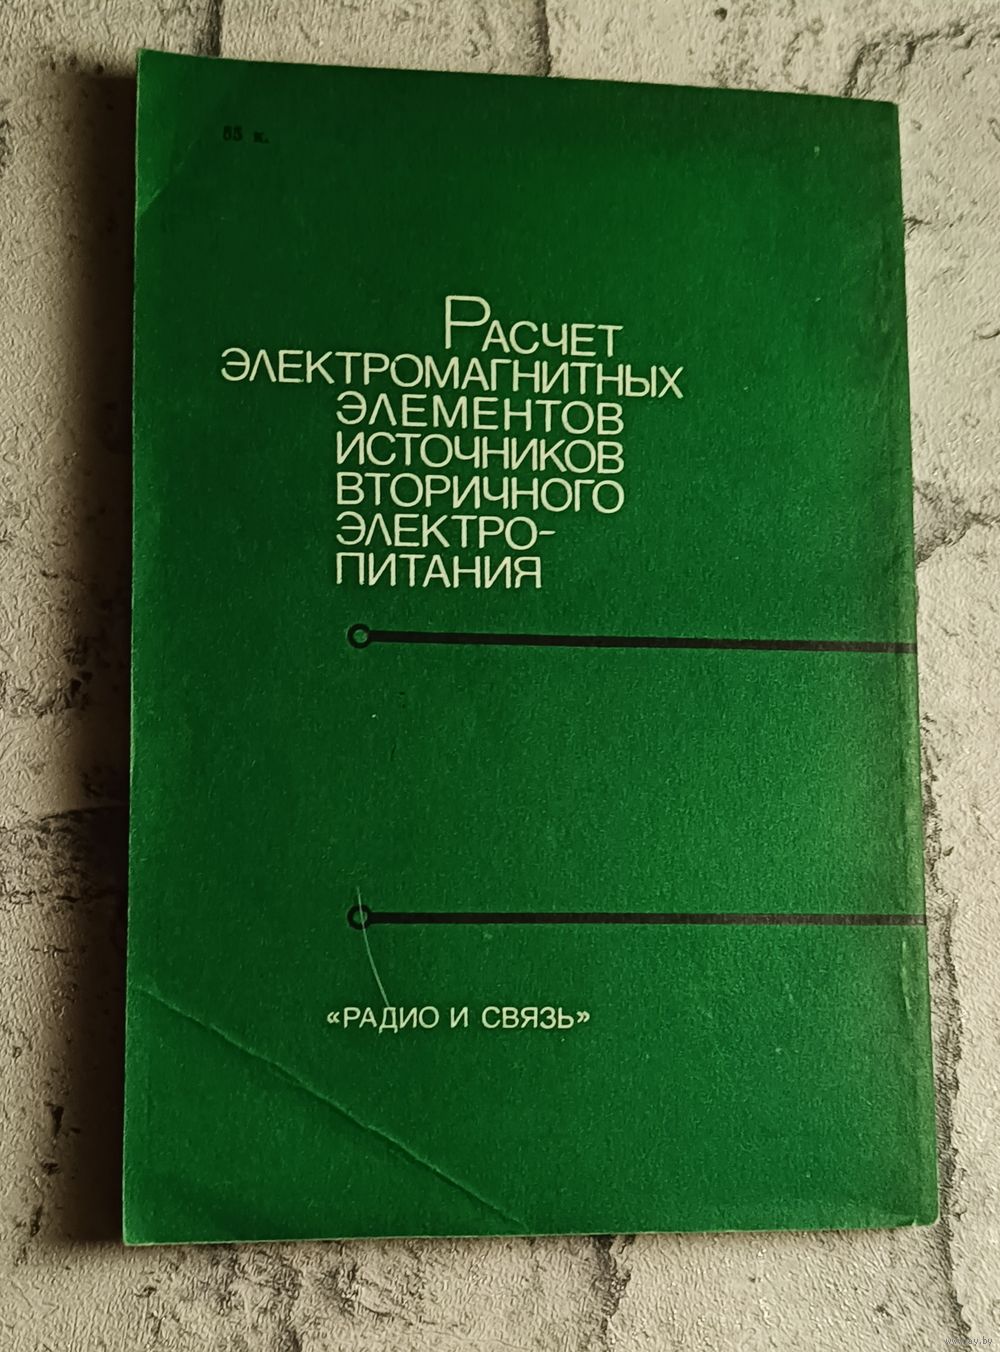 РАСЧЕТ
ЭЛЕКТРОМАГНИТНЫХ
ЭЛЕМЕНТОВ
ИСТОЧНИКОВ
ВТОРИЧНОГО
ЭЛЕКТРО-
ПИТАНИЯ
«РАДИО И СВЯЗЬ»